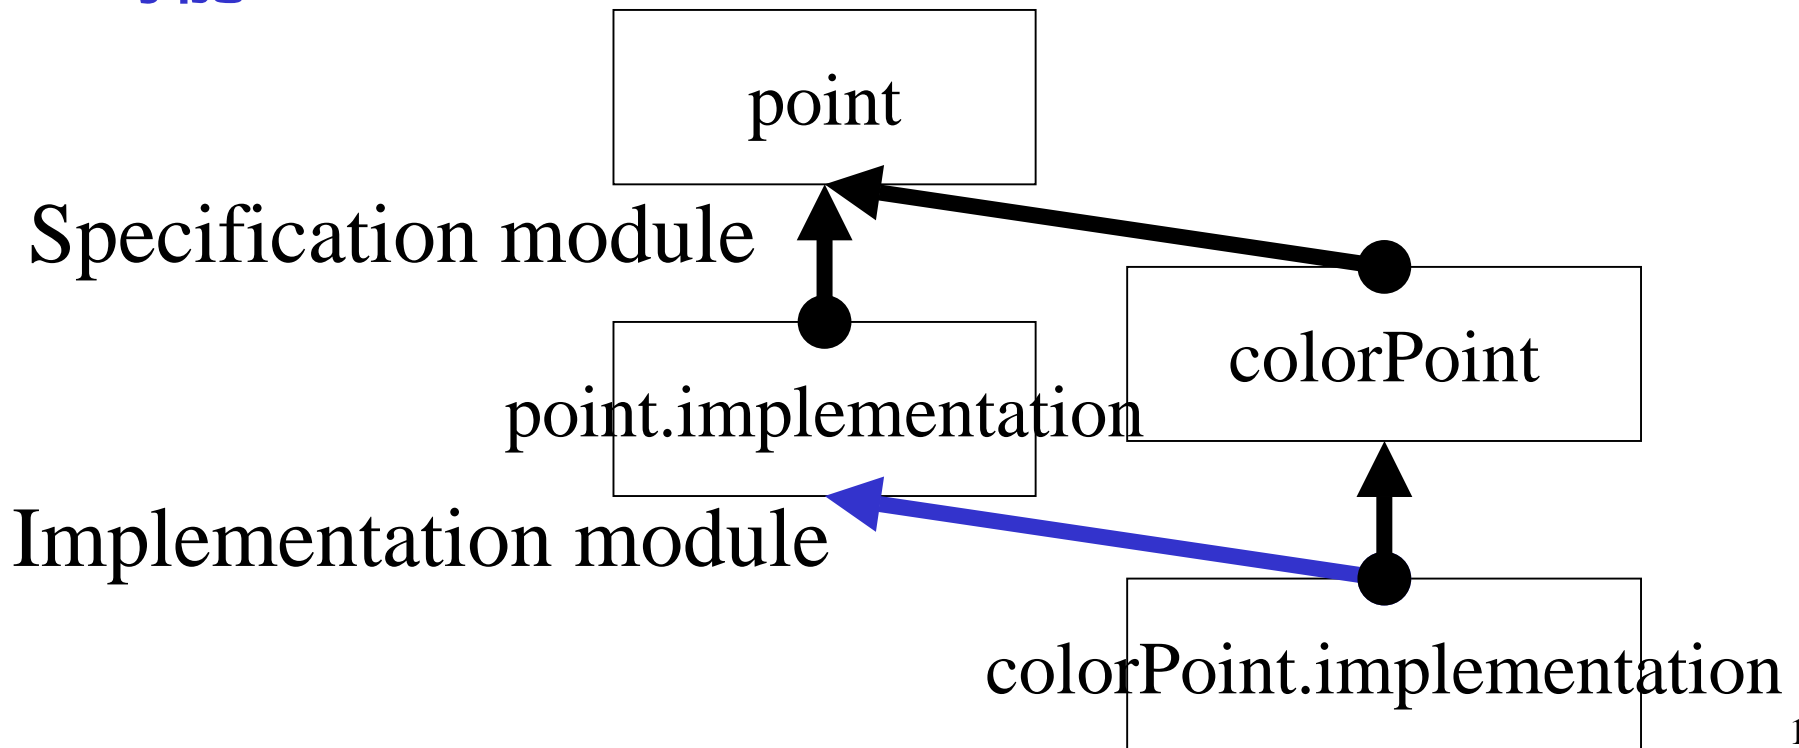 point
Specification module
colorPoint
point.implementation
Implementation module
colorPoint.implementation